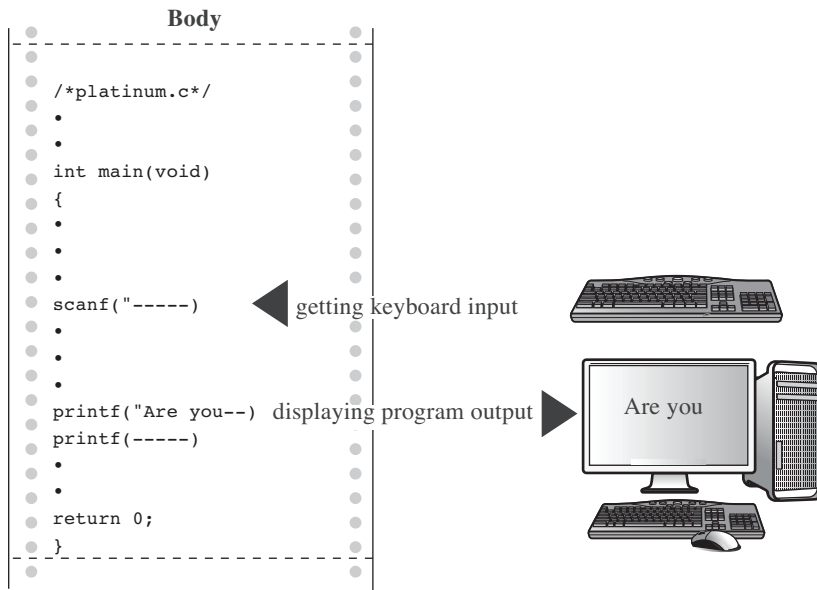 Body
/*platinum.c*/
•
•
int main(void)
{
•
•
•
scanf("-----)
getting keyboard input
•
•
•
printf("Are you--)
displaying program output
Are you
printf(-----)
•
•
return 0;
}